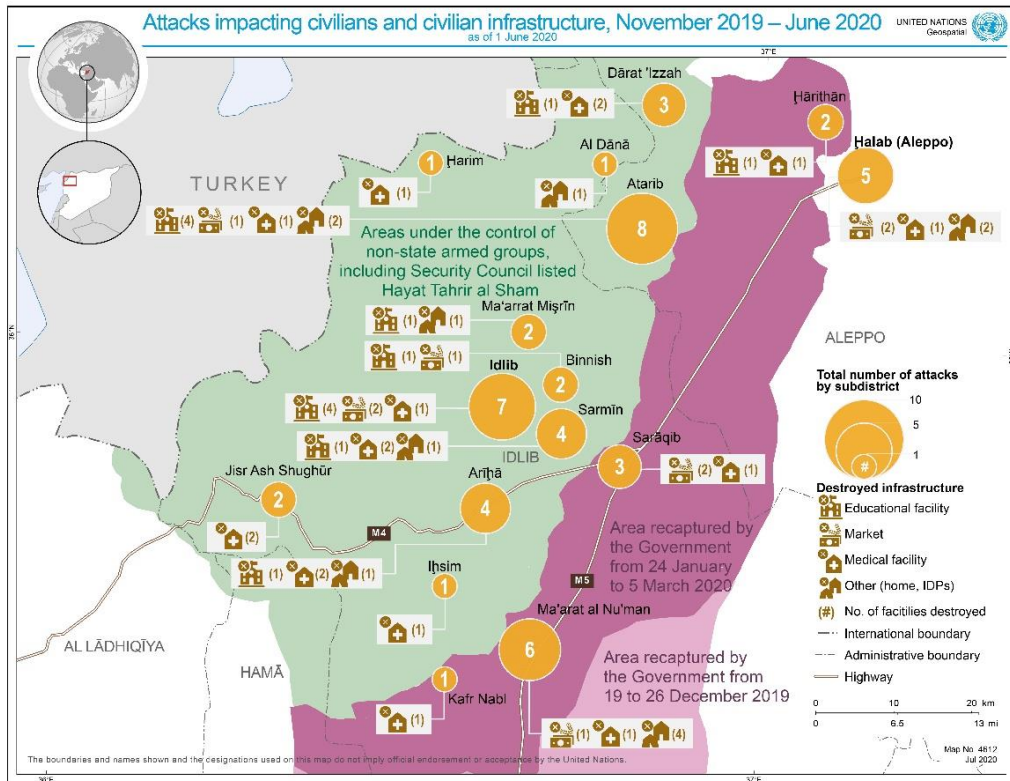 Attacks impacting civilians and civilian infrastructure, November 2019 – June 2020
as of 1 June 2020
UNITED NATIONS
Geospatial
37°E
Dārat 'Izzah
3
(1) (2)
Ḩārithān
2
(1) (1)
Ḩalab (Aleppo)
5
(2) (1) (2)
Ḩarim
1
(1)
Al Dānā
1
(1)
TURKEY
Atarib
8
(4) (1) (1) (2)
Areas under the control of
non-state armed groups,
including Security Council listed
Hayat Tahrir al Sham
36°N
Ma'arrat Mişrīn
2
(1) (1)
Binnish
2
(1) (1)
Idlib
7
(4) (2) (1)
Sarmīn
4
(1) (2) (1)
IDLIB
ALEPPO
Sarāqib
3
(2) (1)
Jisr Ash Shughūr
2
(2)
Arīḩā
4
(1) (2) (1)
M4
Area recaptured by
the Government
from 24 January
to 5 March 2020
M5
Iḩsim
1
(1)
Ma'arat al Nu'man
6
(1) (1) (4)
Area recaptured by
the Government from
19 to 26 December 2019
Kafr Nabl
1
(1)
AL LĀDHIQĪYA
HAMĀ
Total number of attacks
by subdistrict
10
5
1
#
Destroyed infrastructure
Educational facility
Market
Medical facility
Other (home, IDPs)
(#) No. of facitilies destroyed
International boundary
Administrative boundary
Highway
0 10 20 km
0 6.5 13 mi
The boundaries and names shown and the designations used on this map do not imply official endorsement or acceptance by the United Nations.
Map No. 4612
Jul 2020
36°E
37°E